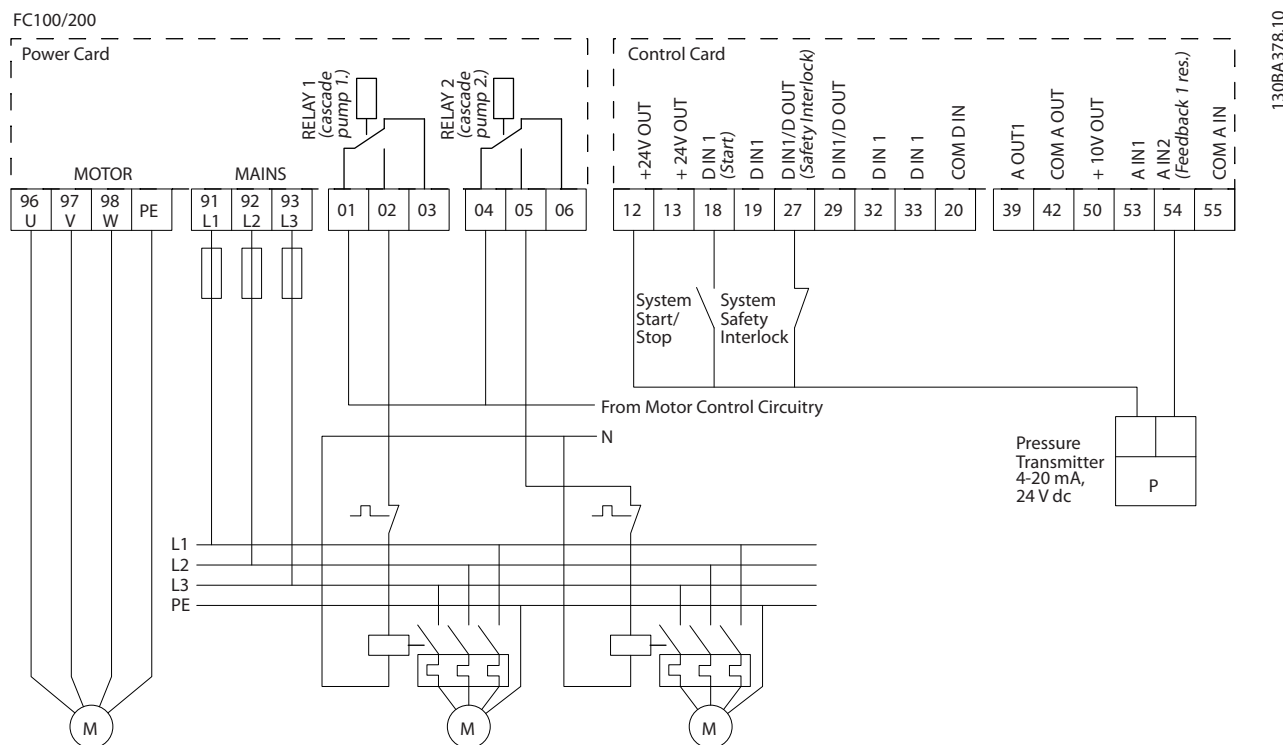 FC100/200
130BA378.10
Power Card
Control Card
RELAY 1
(cascade
pump 1.)
RELAY 2
(cascade
pump 2.)
+24V OUT
+ 24V OUT
D IN 1
(Start)
D IN1
DIN1/D OUT
(Safety Interlock)
DIN1/D OUT
DIN 1
D IN 1
COM D IN
A OUT1
COM A OUT
+ 10V OUT
A IN1
A IN2
(Feedback 1 res.)
COM A IN
MOTOR
MAINS
96 97 98 PE 91 92 93 01 02 03 04 05 06 12 13 18 19 27 29 32 33 20 39 42 50 53 54 55
U V W L1 L2 L3
System
Start/
Stop
System
Safety
Interlock
From Motor Control Circuitry
N
Pressure
Transmitter
4-20 mA,
24 V dc
P
L1
L2
L3
PE
M M M